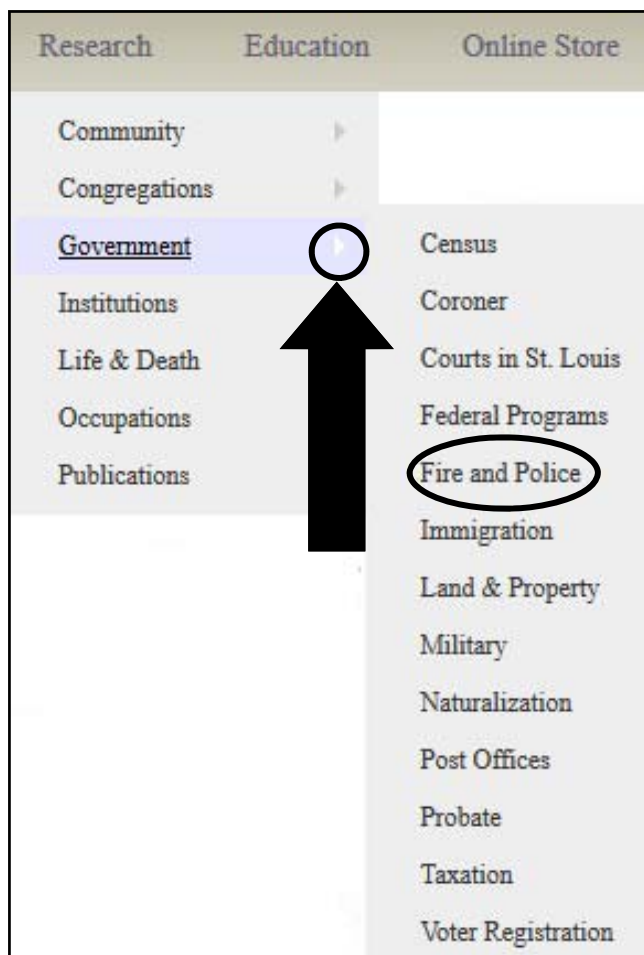 Research Education Online Store
Community
Congregations
Government
Institutions
Life & Death
Occupations
Publications
Census
Coroner
Courts in St. Louis
Federal Programs
Fire and Police
Immigration
Land & Property
Military
Naturalization
Post Offices
Probate
Taxation
Voter Registration